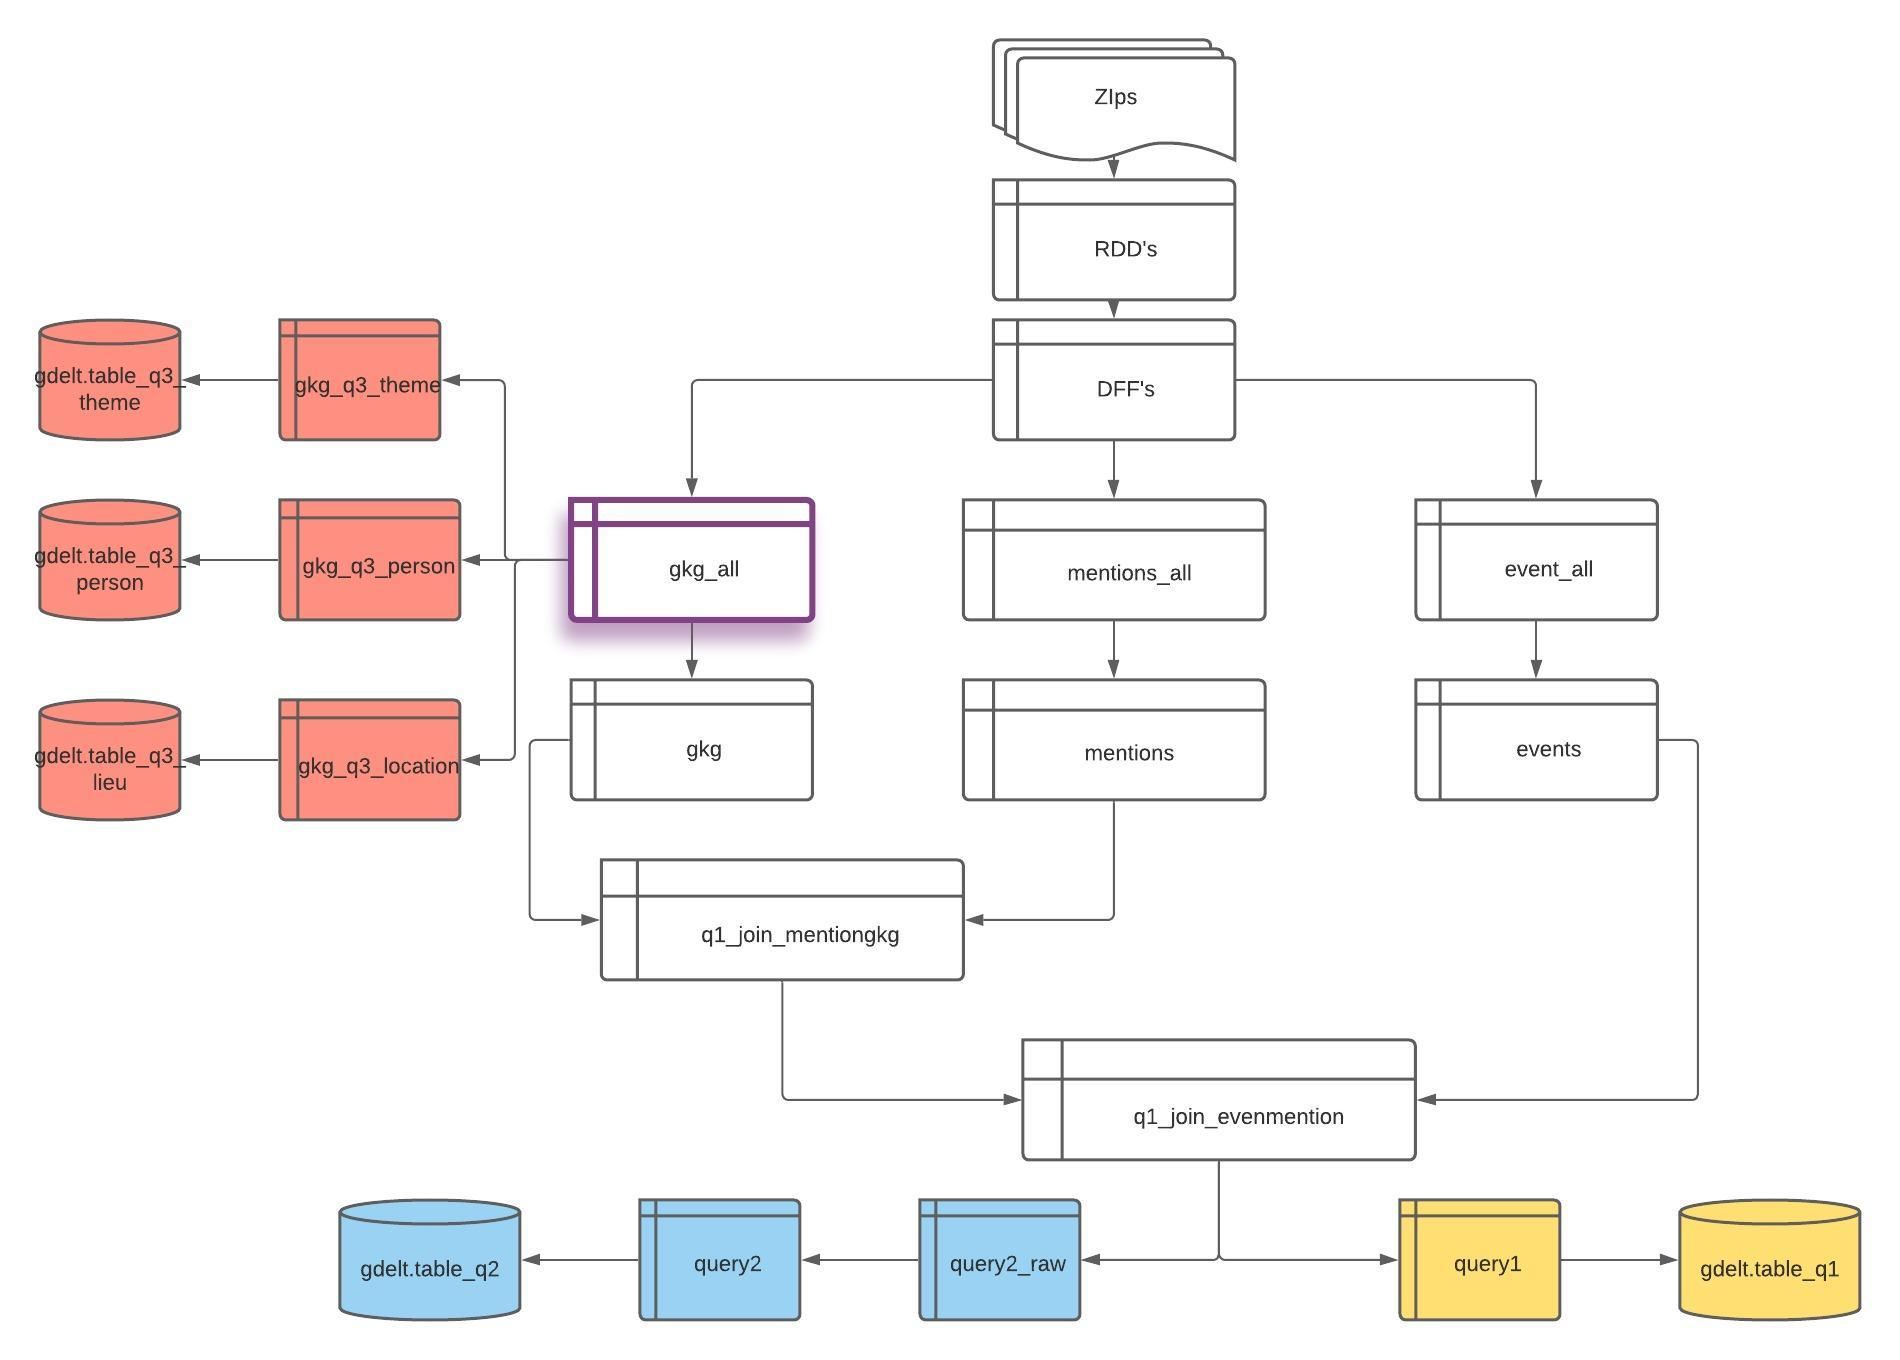 ZIps
RDD's
DFF's
gdelt.table_q3_
theme
gkg_q3_theme
gdelt.table_q3_
person
gkg_q3_person
gkg_all
mentions_all
event_all
gdelt.table_q3_
lieu
gkg_q3_location
gkg
mentions
events
q1_join_mentiongkg
q1_join_evenmention
gdelt.table_q2
query2
query2_raw
query1
gdelt.table_q1